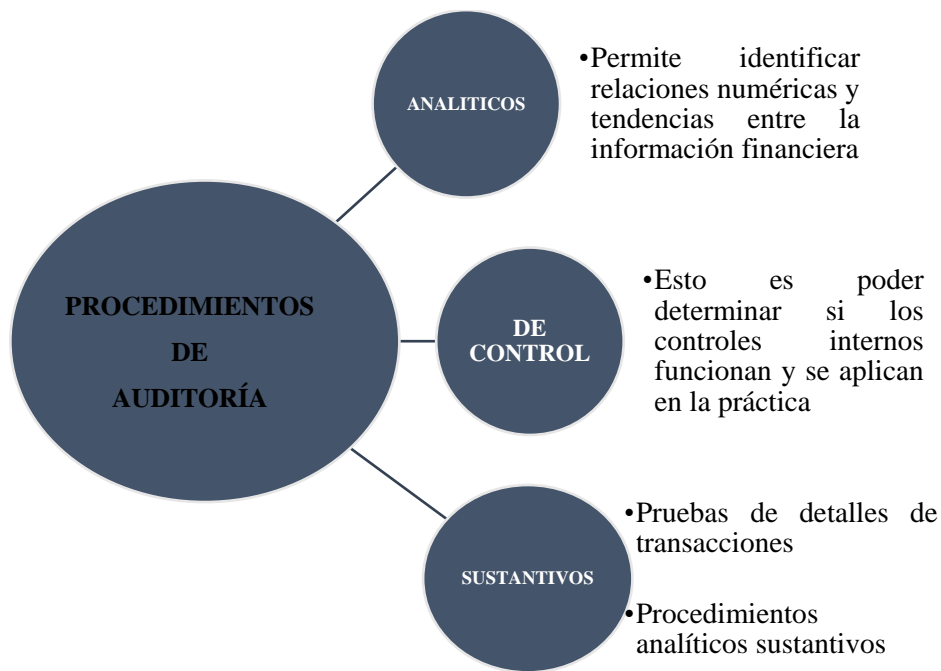 PROCEDIMIENTOS
DE
AUDITORÍA
ANALITICOS
•Permite identificar
relaciones numéricas y
tendencias entre la
información financiera
DE
CONTROL
•Esto es poder
determinar si los
controles internos
funcionan y se aplican
en la práctica
SUSTANTIVOS
•Pruebas de detalles de
transacciones
•Procedimientos
analíticos sustantivos